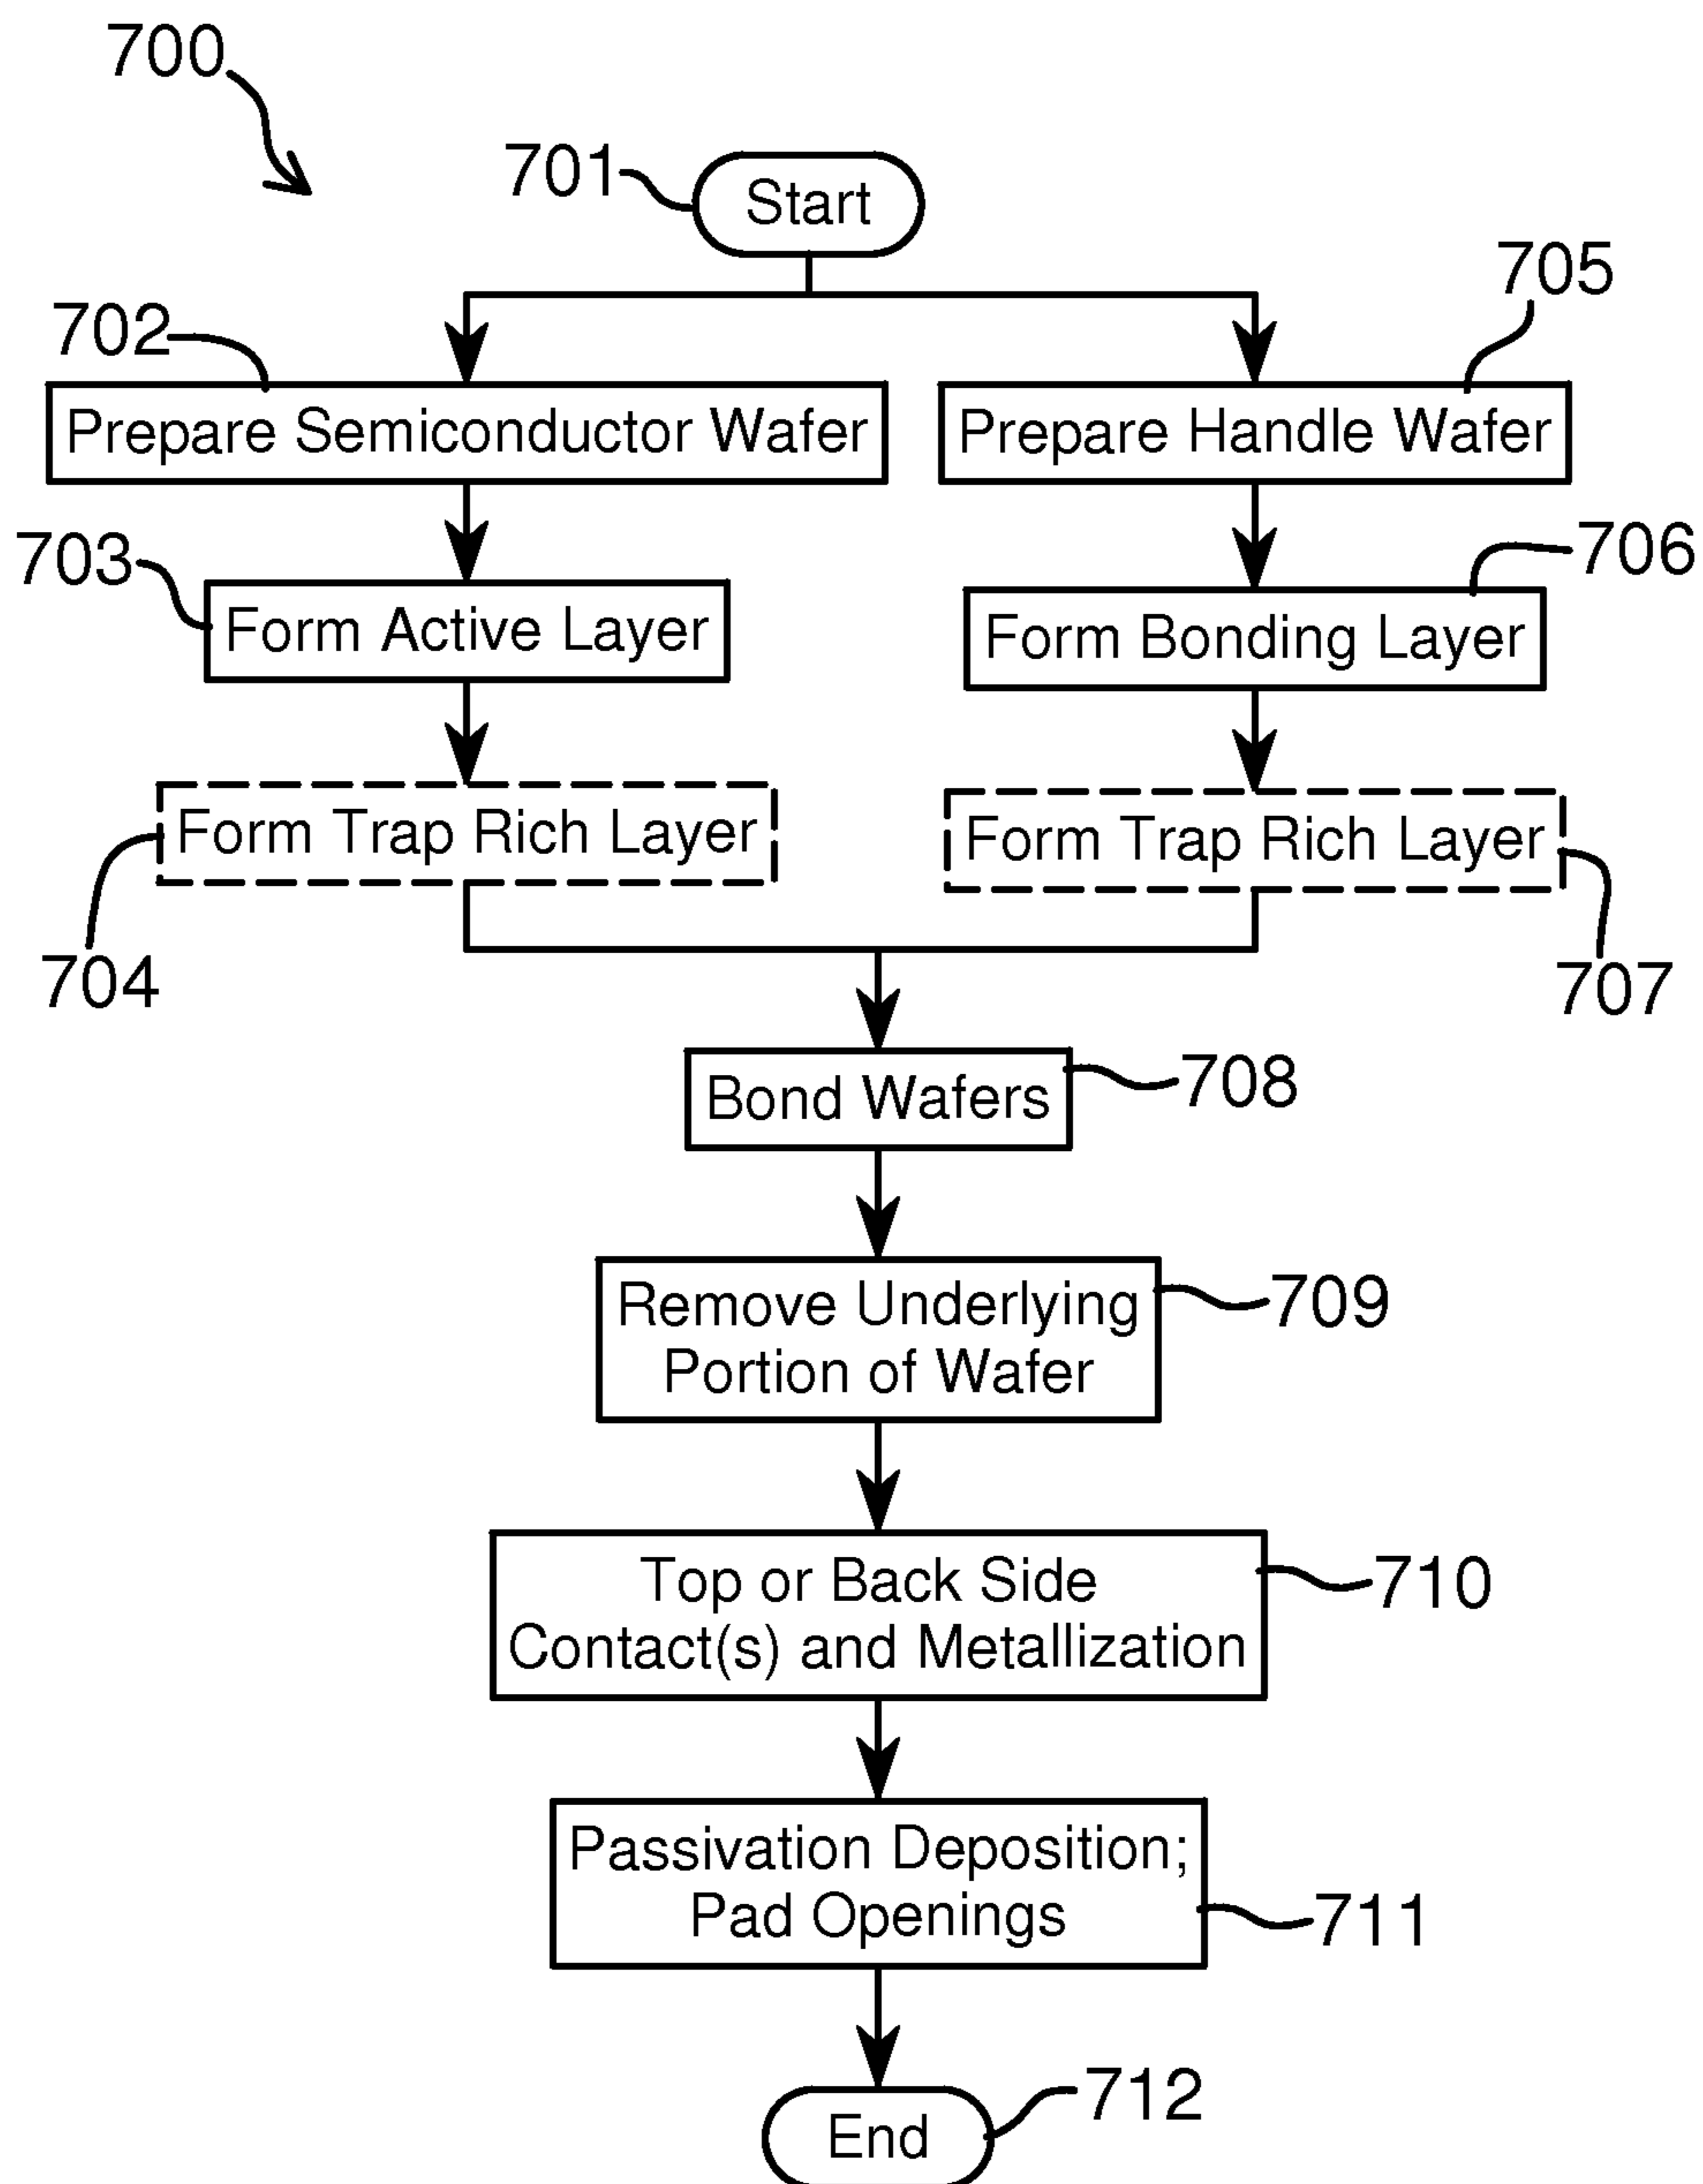 700
701
Start
702
705
Prepare Semiconductor Wafer
Prepare Handle Wafer
703
706
Form Active Layer
Form Bonding Layer
Form Trap Rich Layer
Form Trap Rich Layer
704
707
Bond Wafers
708
Remove Underlying
Portion of Wafer
709
Top or Back Side
Contact(s) and Metallization
710
Passivation Deposition;
Pad Openings
711
712
End